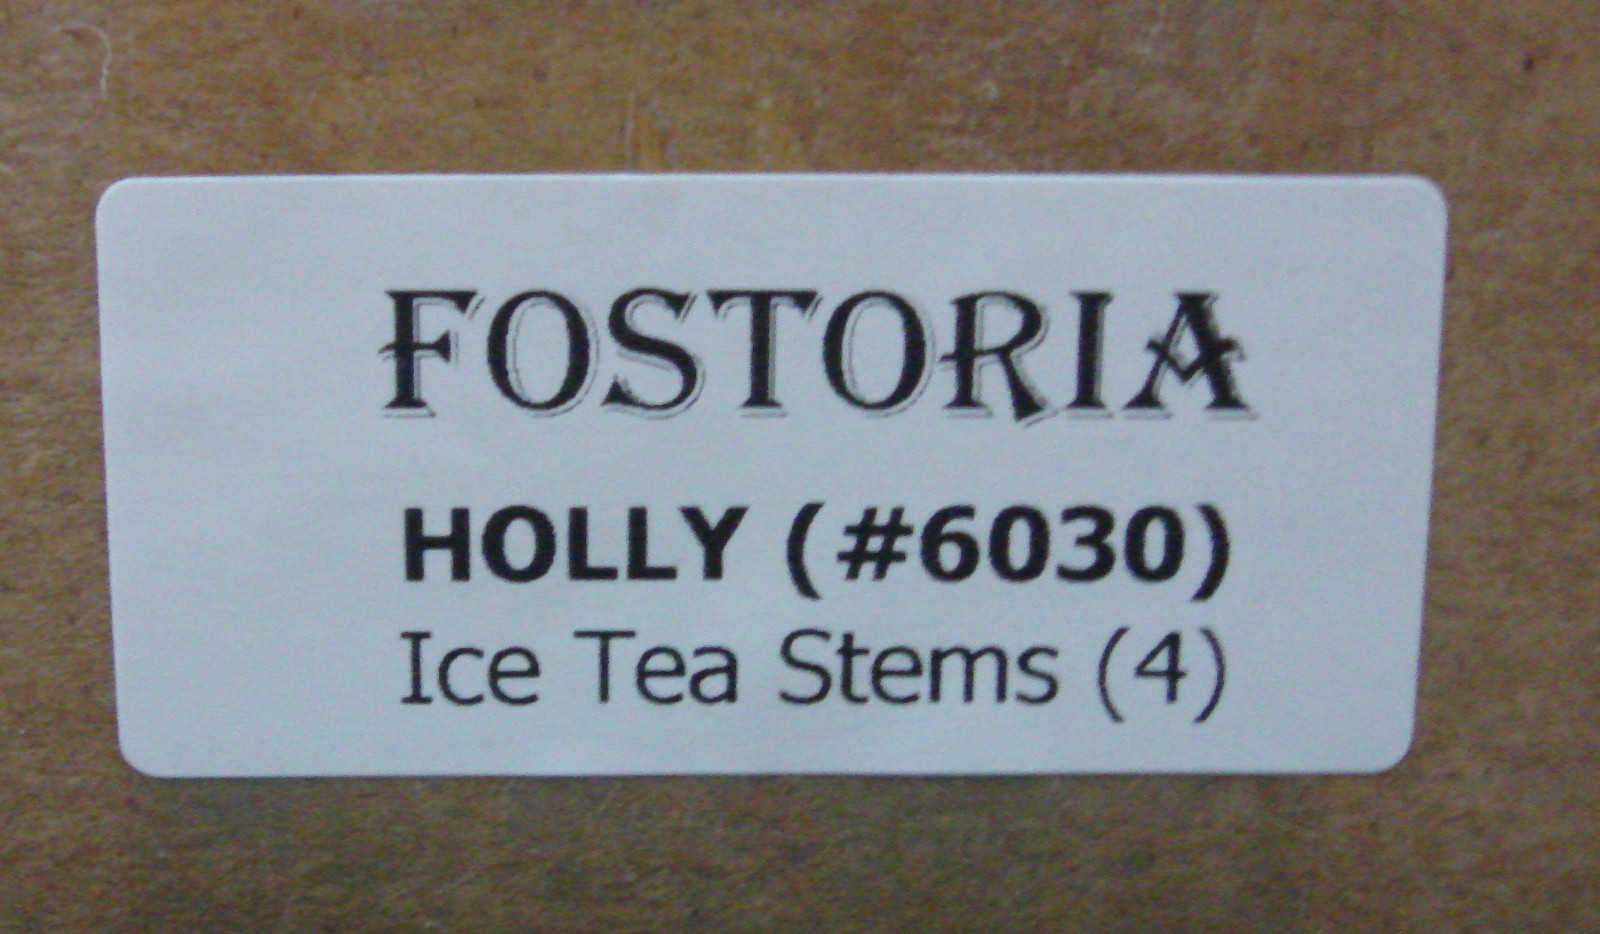 FOSTORIA
HOLLY (#6030)
Ice Tea Stems (4)